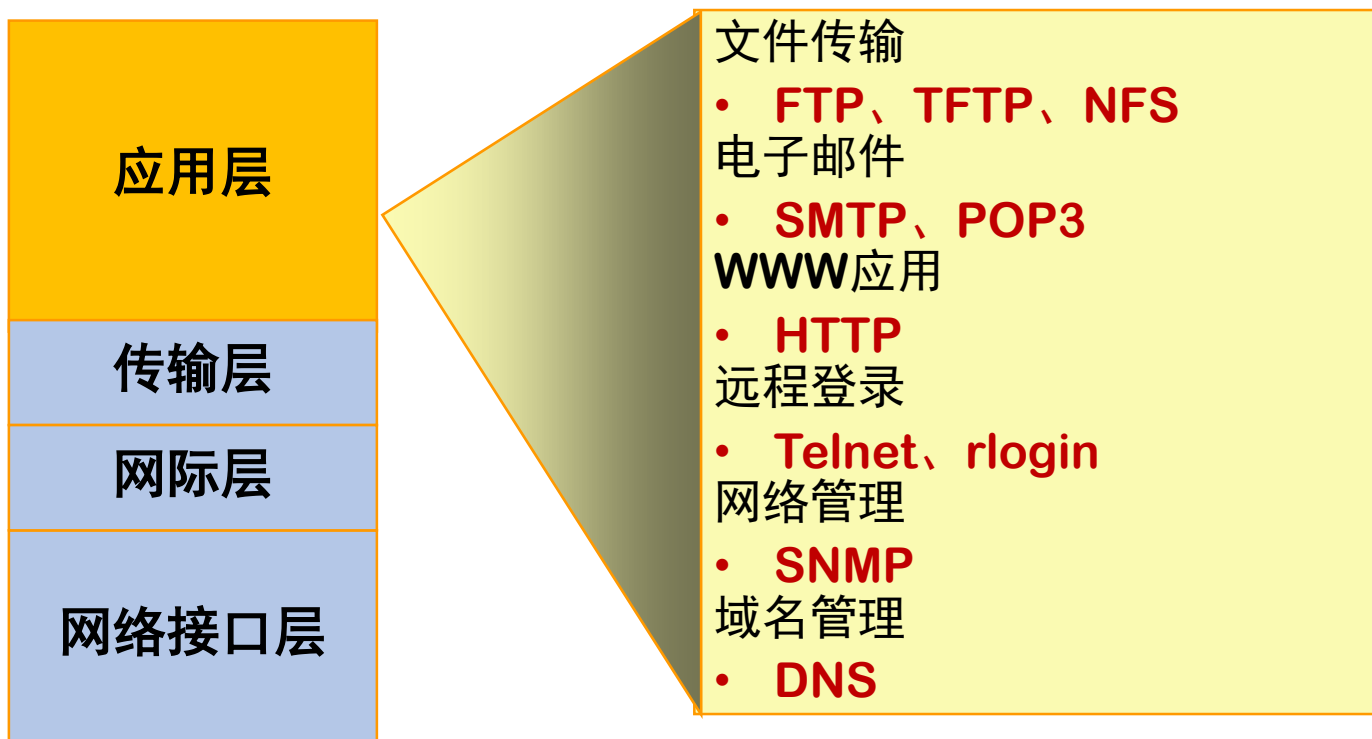 应用层
传输层
网际层
网络接口层
文件传输
• FTP、TFTP、NFS
电子邮件
• SMTP、POP3
WWW应用
• HTTP
远程登录
• Telnet、rlogin
网络管理
• SNMP
域名管理
• DNS